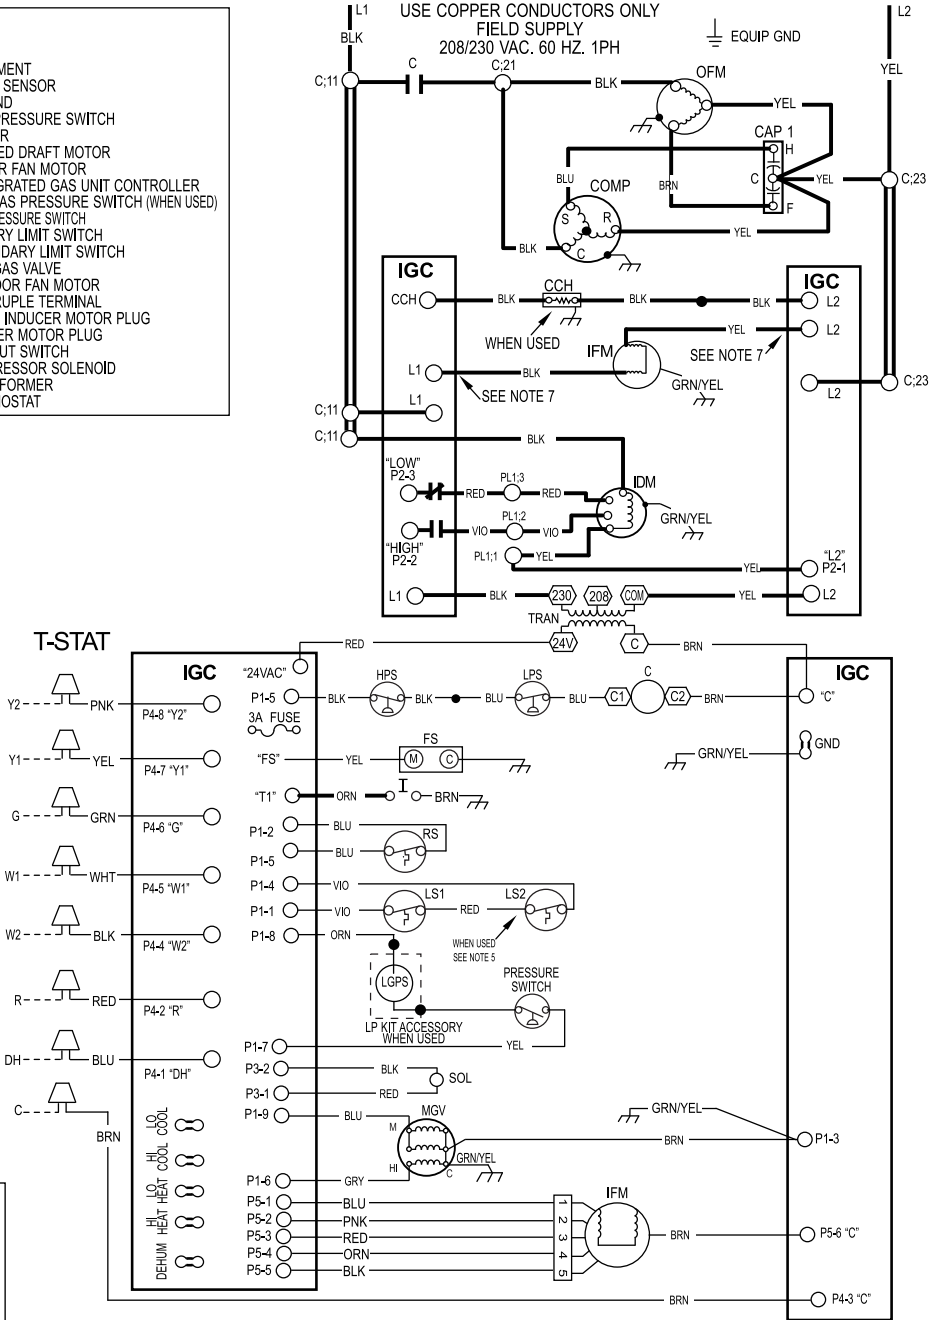 MENT
SENSOR
ND
PRESSURE SWITCH
R
ED DRAFT MOTOR
R FAN MOTOR
GRATED GAS UNIT CONTROLLER
AS PRESSURE SWITCH (WHEN USED)
ESSURE SWITCH
RY LIMIT SWITCH
DARY LIMIT SWITCH
GAS VALVE
OR FAN MOTOR
RUPLE TERMINAL
INDUCER MOTOR PLUG
ER MOTOR PLUG
UT SWITCH
RESSOR SOLENOID
FORMER
OSTAT
L1
USE COPPER CONDUCTORS ONLY
FIELD SUPPLY
208/230 VAC. 60 HZ. 1PH
EQUIP GND
L2
BLK
YEL
C;11
C
C;21
BLK
OFM
YEL
CAP 1
H
C
F
YEL
C;23
BLU
COMP
BRN
S
R
C
BLK
YEL
IGC
IGC
CCH
BLK
CCH
BLK
BLK
L2
WHEN USED
YEL
L2
IFM
SEE NOTE 7
L1
BLK
GRN/YEL
L2
C;23
SEE NOTE 7
C;11
L1
C;11
BLK
"LOW"
P2-3
RED
PL1;3
RED
IDM
VIO
PL1;2
VIO
GRN/YEL
"HIGH"
P2-2
PL1;1
YEL
YEL
"L2"
P2-1
L1
BLK
230
208
COM
YEL
L2
TRAN
24V
C
BRN
RED
T-STAT
IGC
"24VAC"
IGC
Y2
PNK
P4-8 "Y2"
P1-5
BLK
HPS
BLK
BLU
LPS
BLU
C1
C
C2
BRN
"C"
3A FUSE
FS
GND
Y1
YEL
P4-7 "Y1"
"FS"
YEL
M
C
GRN/YEL
"T1"
ORN
I
BRN
G
GRN
P4-6 "G"
P1-2
BLU
RS
P1-5
BLU
W1
WHT
P4-5 "W1"
P1-4
VIO
P1-1
VIO
LS1
RED
LS2
W2
BLK
P4-4 "W2"
P1-8
ORN
WHEN USED
SEE NOTE 5
LGPS
PRESSURE
SWITCH
R
RED
P4-2 "R"
LP KIT ACCESSORY
WHEN USED
P1-7
YEL
DH
BLU
P4-1 "DH"
P3-2
BLK
SOL
P3-1
RED
C
BRN
P1-9
BLU
M
MGV
GRN/YEL
LO
COOL
BRN
P1-3
HI
COOL
HI
C
GRN/YEL
P1-6
GRY
LO
HEAT
P5-1
BLU
1
IFM
P5-2
PNK
2
HI
HEAT
P5-3
RED
3
BRN
P5-6 "C"
P5-4
ORN
4
DEHUM
P5-5
BLK
5
BRN
P4-3 "C"